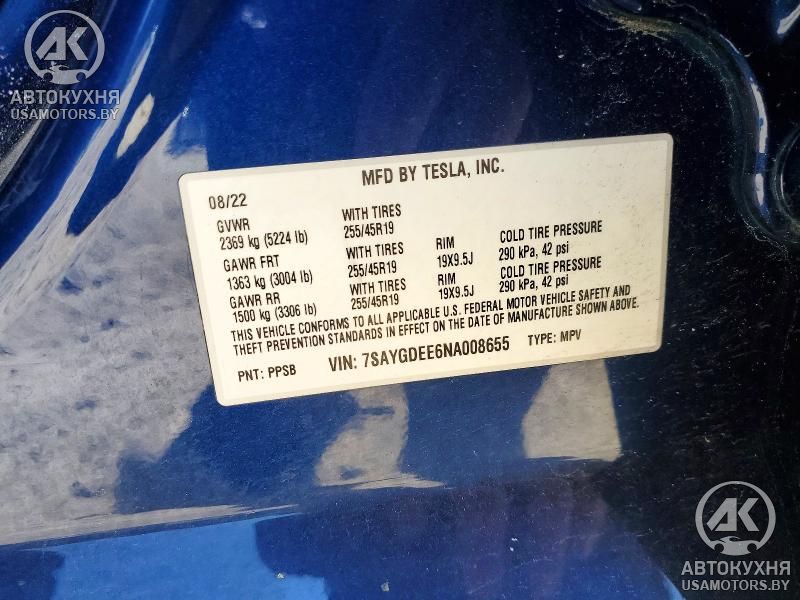 AK
АВТОКУХНЯ
USAMOTORS.BY
MFD BY TESLA, INC.
08/22
GVWR WITH TIRES
2369 kg (5224 lb) 255/45R19
GAWR FRT WITH TIRES RIM COLD TIRE PRESSURE
1363 kg (3004 lb) 255/45R19 19X9.5J 290 kPa, 42 psi
GAWR RR WITH TIRES RIM COLD TIRE PRESSURE
1500 kg (3306 lb) 255/45R19 19X9.5J 290 kPa, 42 psi
THIS VEHICLE CONFORMS TO ALL APPLICABLE U.S. FEDERAL MOTOR VEHICLE SAFETY AND
THEFT PREVENTION STANDARDS IN EFFECT ON THE DATE OF MANUFACTURE SHOWN ABOVE.
PNT: PPSB VIN: 7SAYGDEE6NA008655 TYPE: MPV
AK
АВТОКУХНЯ
USAMOTORS.BY